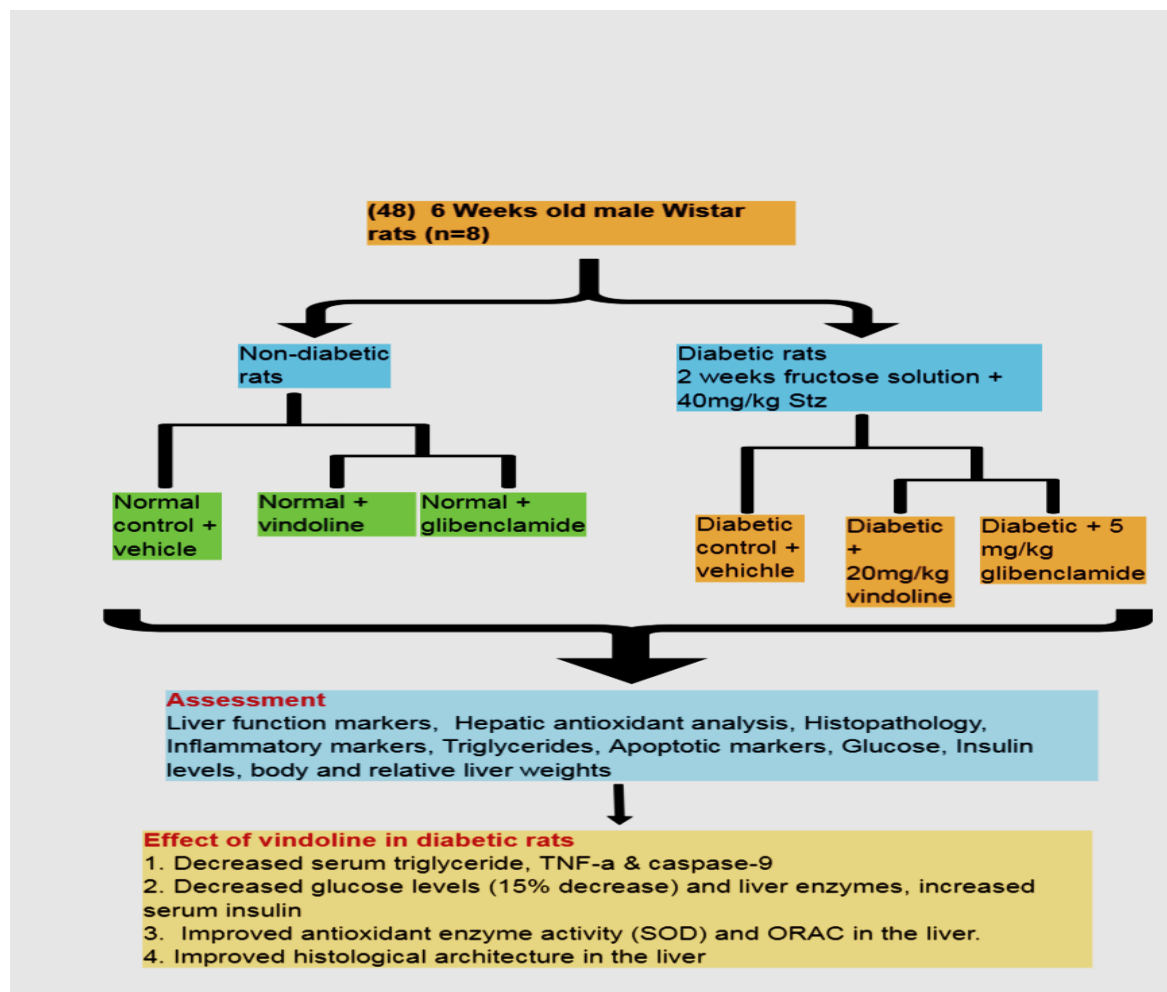 (48) 6 Weeks old male Wistar
rats (n=8)
Non-diabetic
rats
Diabetic rats
2 weeks fructose solution +
40mg/kg Stz
Normal
control +
vehicle
Normal +
vindoline
Normal +
glibenclamide
Diabetic
control +
vehichle
Diabetic
+
20mg/kg
vindoline
Diabetic + 5
mg/kg
glibenclamide
Assessment
Liver function markers, Hepatic antioxidant analysis, Histopathology,
Inflammatory markers, Triglycerides, Apoptotic markers, Glucose, Insulin
levels, body and relative liver weights
Effect of vindoline in diabetic rats
1. Decreased serum triglyceride, TNF-a & caspase-9
2. Decreased glucose levels (15% decrease) and liver enzymes, increased
serum insulin
3. Improved antioxidant enzyme activity (SOD) and ORAC in the liver.
4. Improved histological architecture in the liver